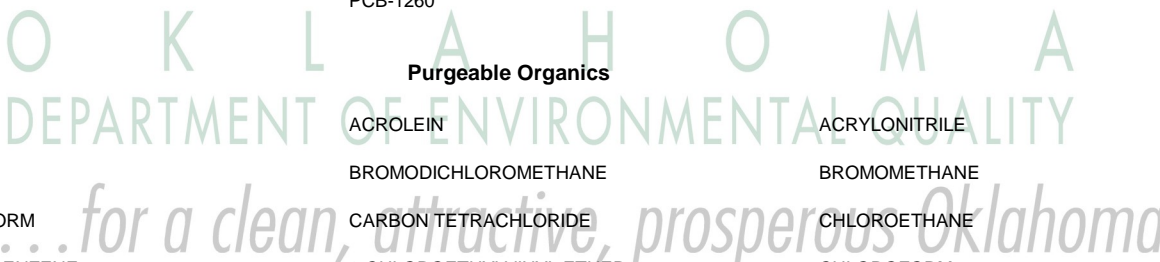 PCB-1260
O K L A H O M A
Purgeable Organics
DEPARTMENT OF ENVIRONMENTAL QUALITY
ACROLEIN ACRYLONITRILE
BROMODICHLOROMETHANE BROMOMETHANE
CARBON TETRACHLORIDE CHLOROETHANE
... for a clean, attractive, prosperous Oklahoma